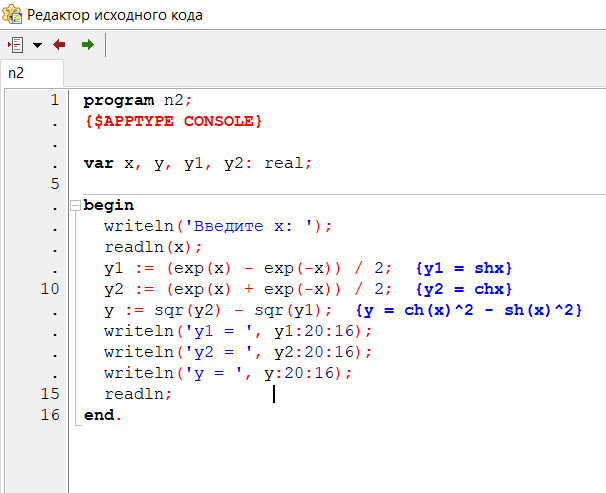 Редактор исходного кода
n2
1 program n2;
. {$APPTYPE CONSOLE}
.
. var x, y, y1, y2: real;
5
. begin
. writeln('Введите x: ');
. readln(x);
. y1 := (exp(x) - exp(-x)) / 2; {y1 = shx}
10 y2 := (exp(x) + exp(-x)) / 2; {y2 = chx}
. y := sqr(y2) - sqr(y1); {y = ch(x)^2 - sh(x)^2}
. writeln('y1 = ', y1:20:16);
. writeln('y2 = ', y2:20:16);
. writeln('y = ', y:20:16);
15 readln;
16 end.